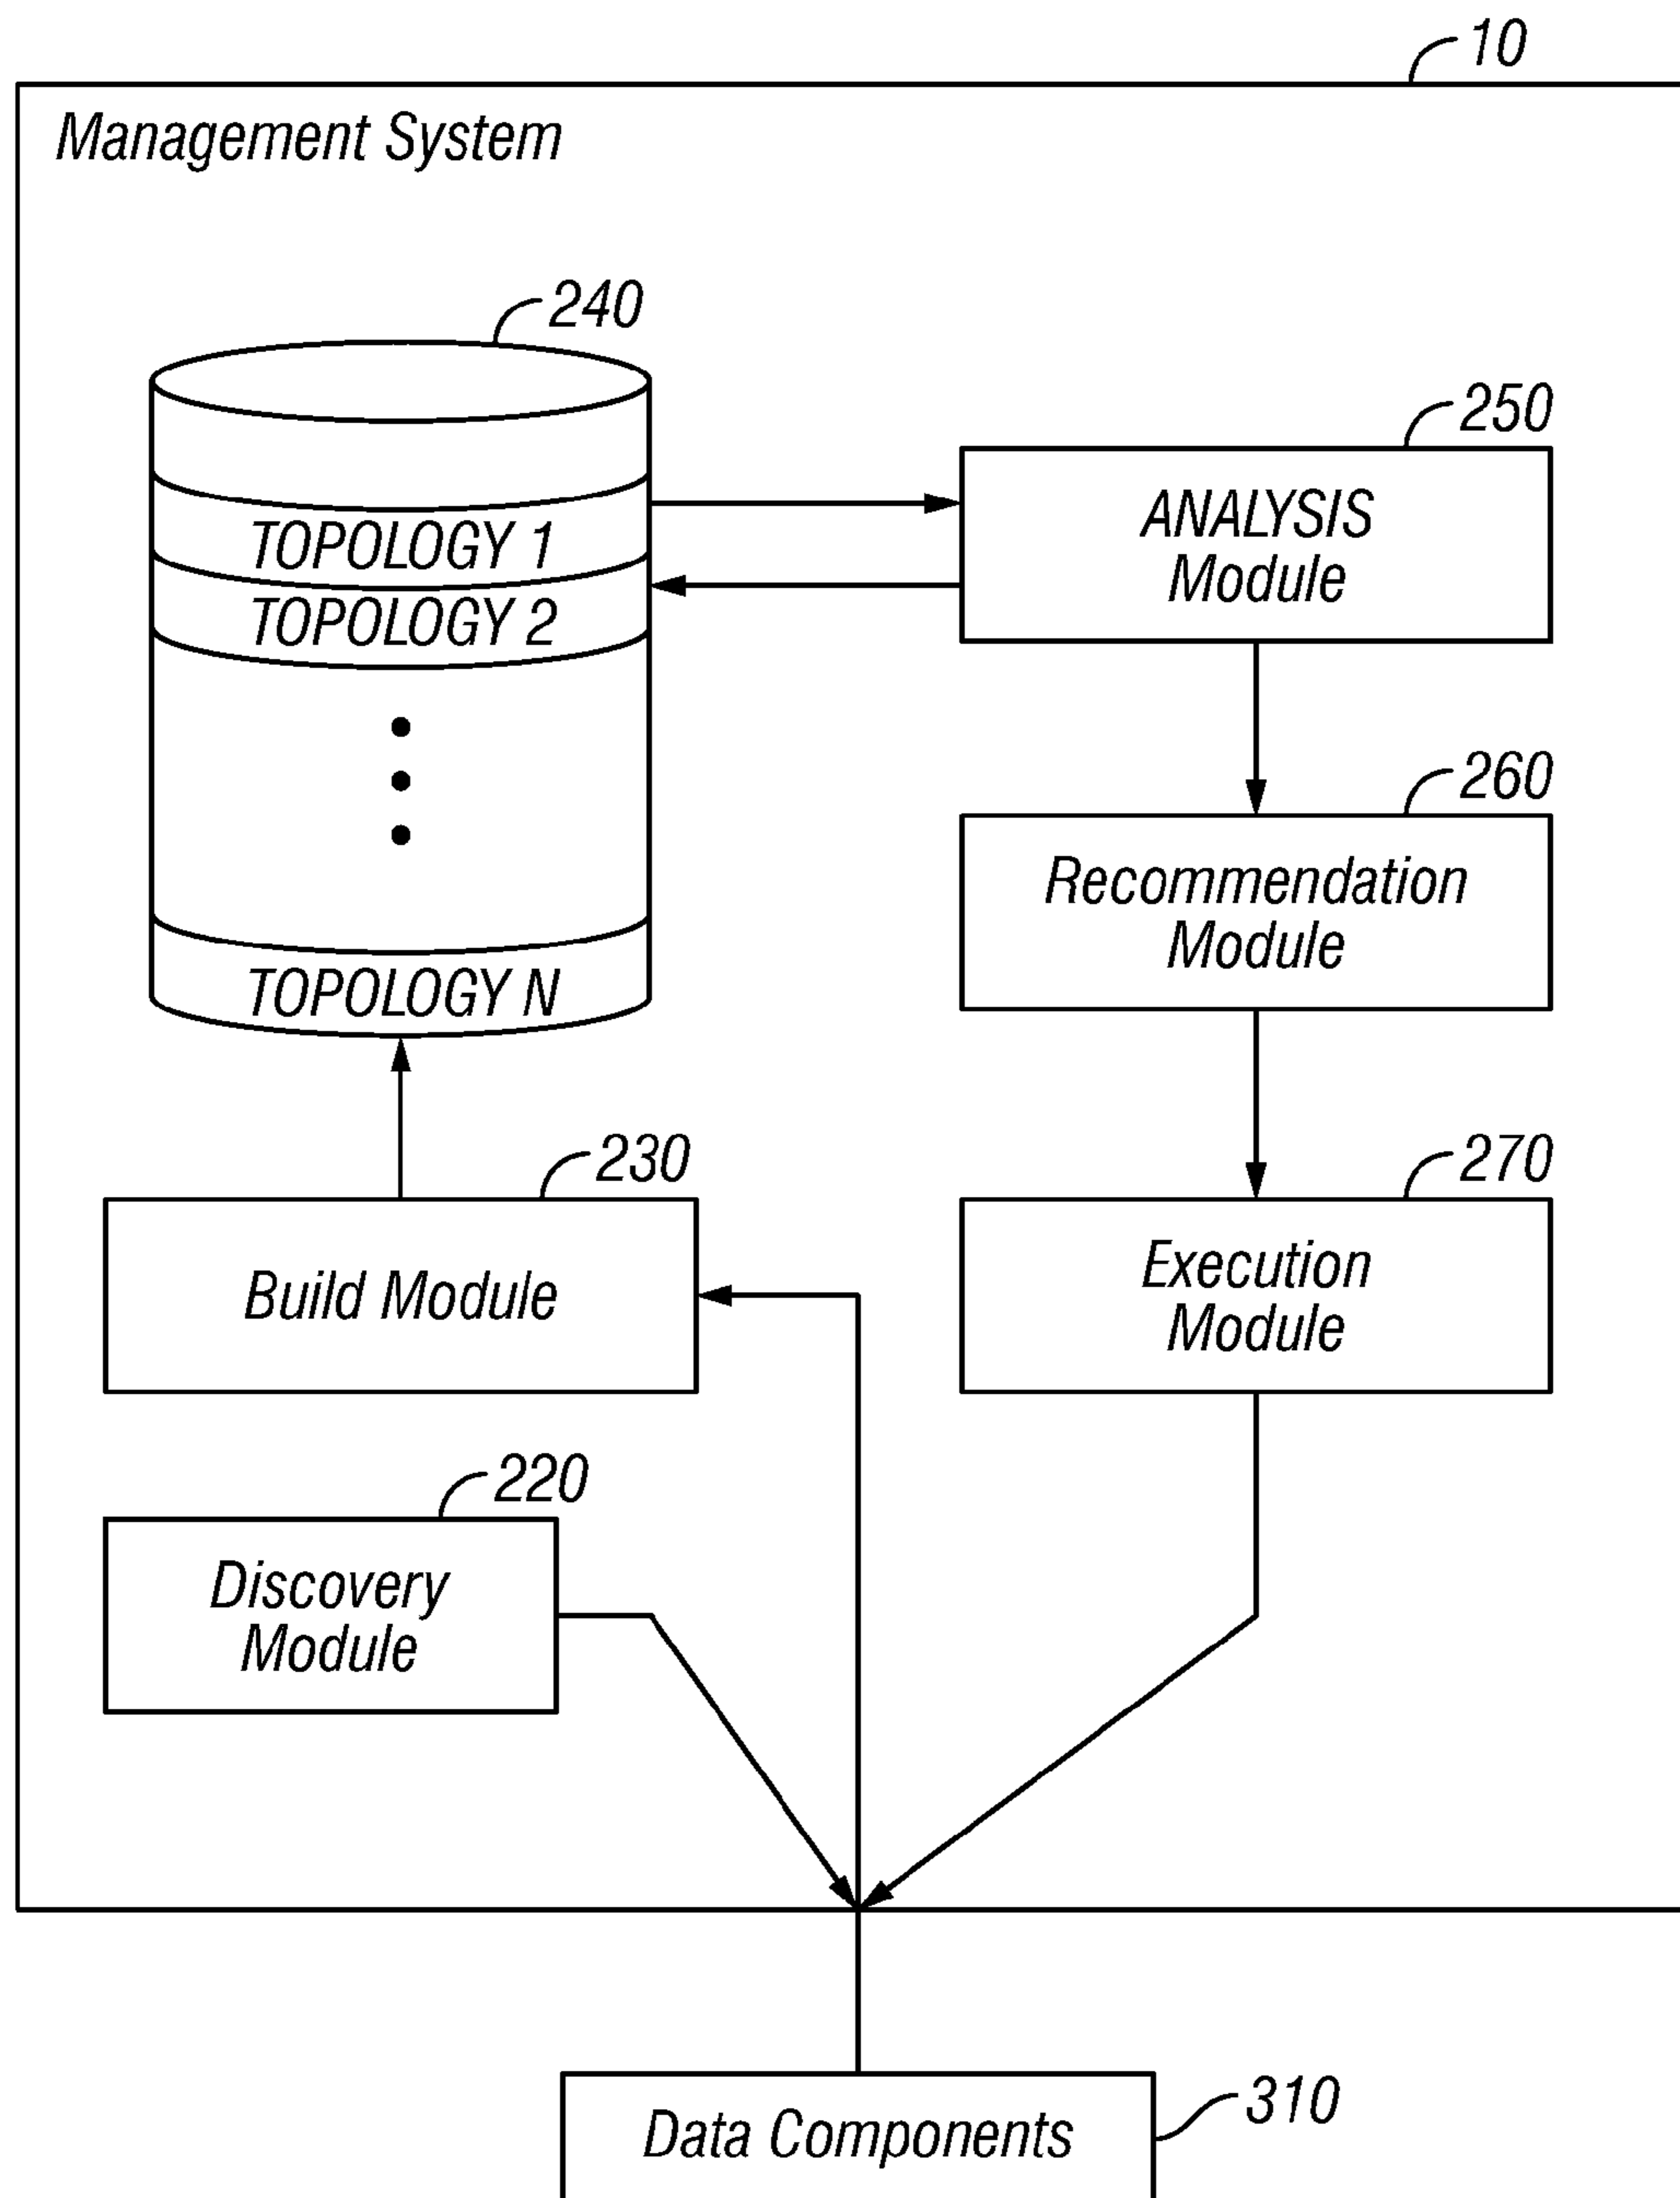 10
Management System
240
TOPOLOGY 1
TOPOLOGY 2
TOPOLOGY N
250
ANALYSIS
Module
260
Recommendation
Module
230
Build Module
270
Execution
Module
220
Discovery
Module
310
Data Components